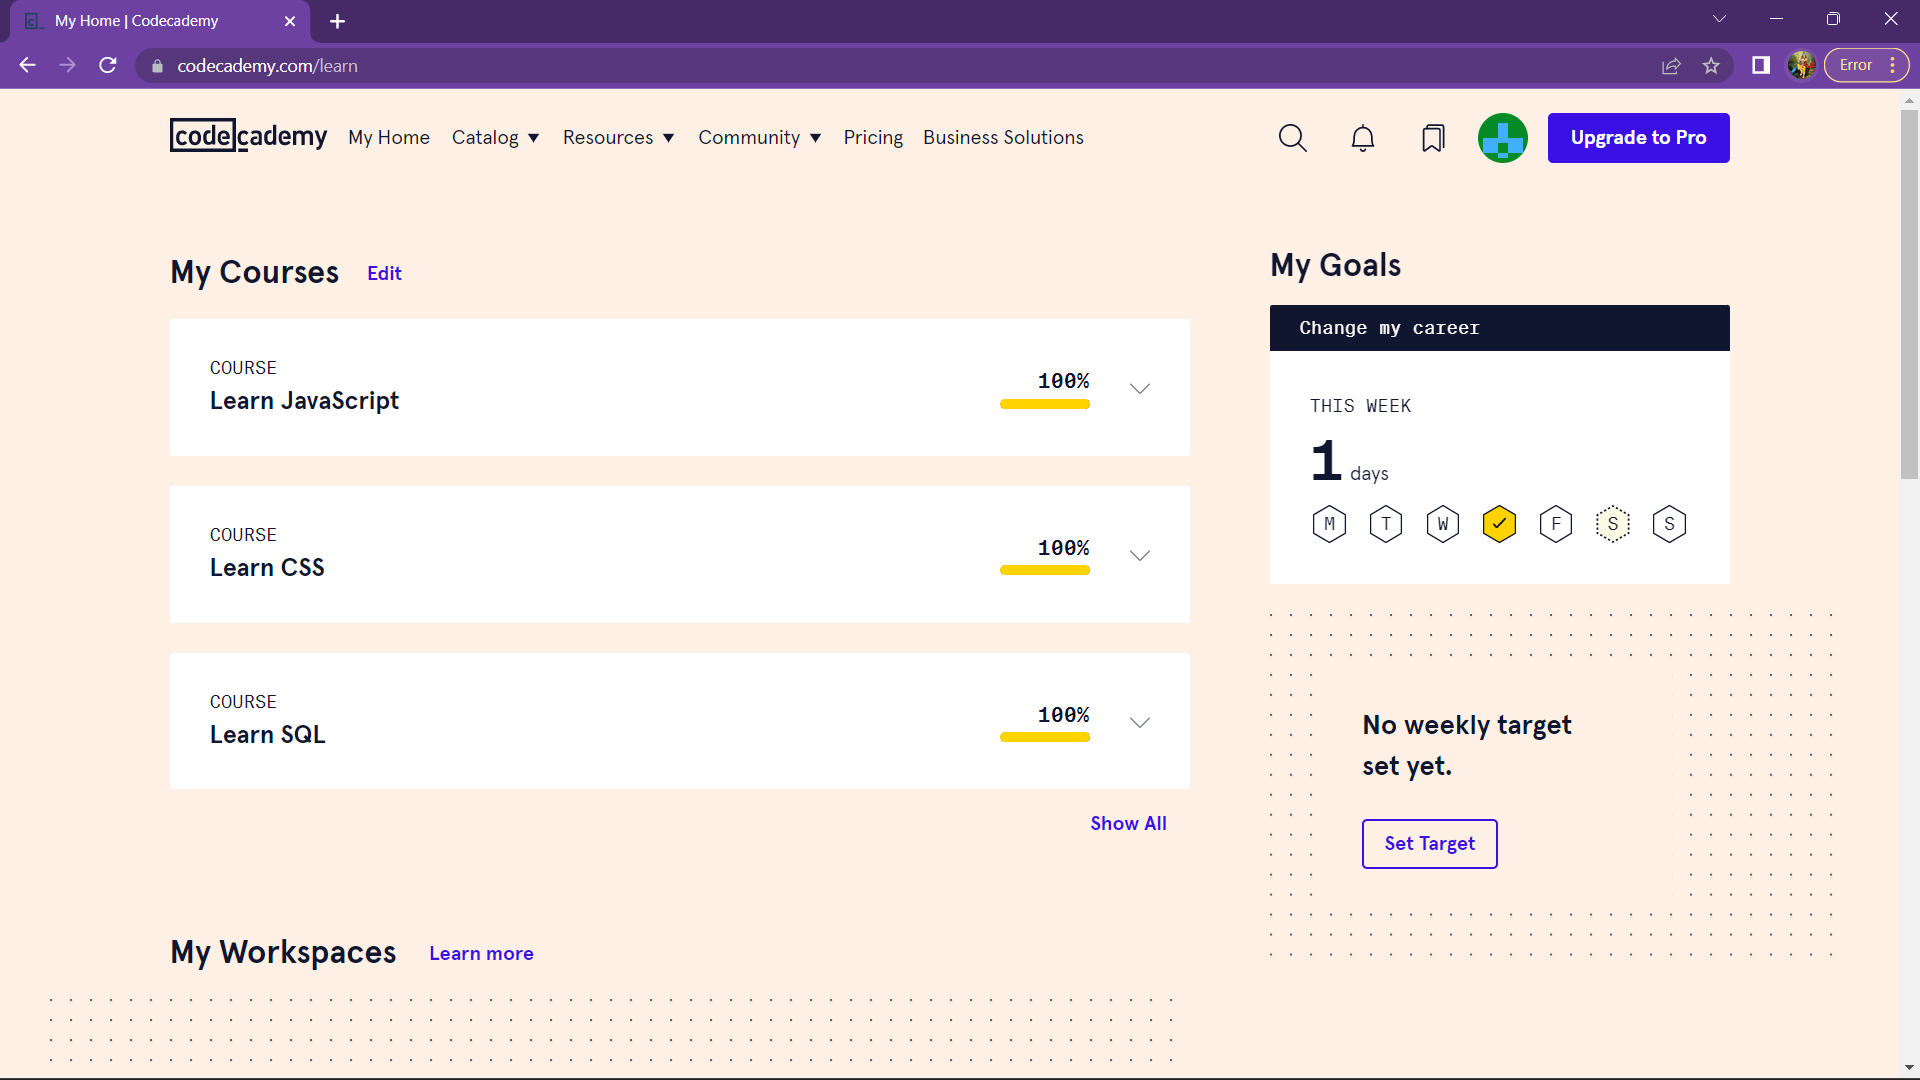 My Home | Codecademy
codecademy.com/learn
Error
codecademy
My Home
Catalog
Resources
Community
Pricing
Business Solutions
Upgrade to Pro
My Courses
Edit
COURSE
Learn JavaScript
100%
COURSE
Learn CSS
100%
COURSE
Learn SQL
100%
Show All
My Workspaces
Learn more
My Goals
Change my career
THIS WEEK
1 days
M T W F S S
No weekly target
set yet.
Set Target